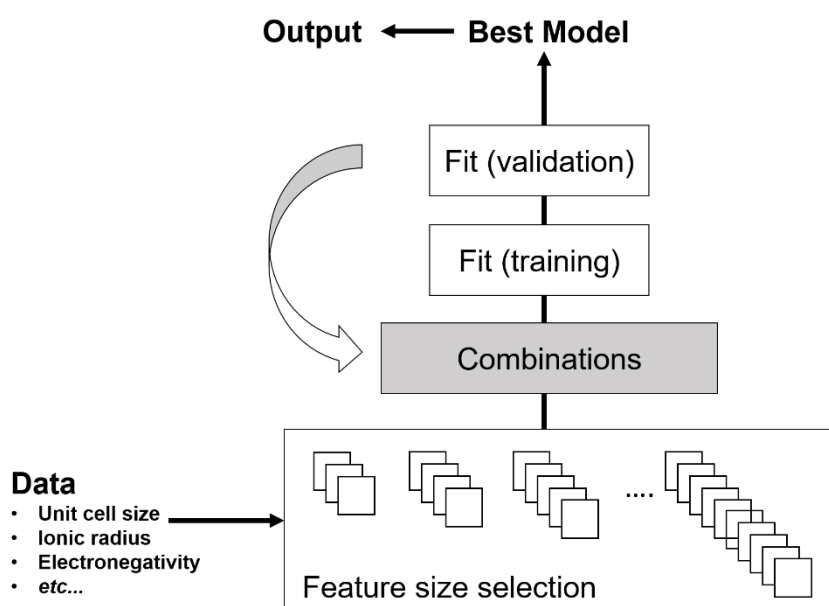 Output
Best Model
Fit (validation)
Fit (training)
Combinations
Data
• Unit cell size
• Ionic radius
• Electronegativity
• etc...
....
Feature size selection